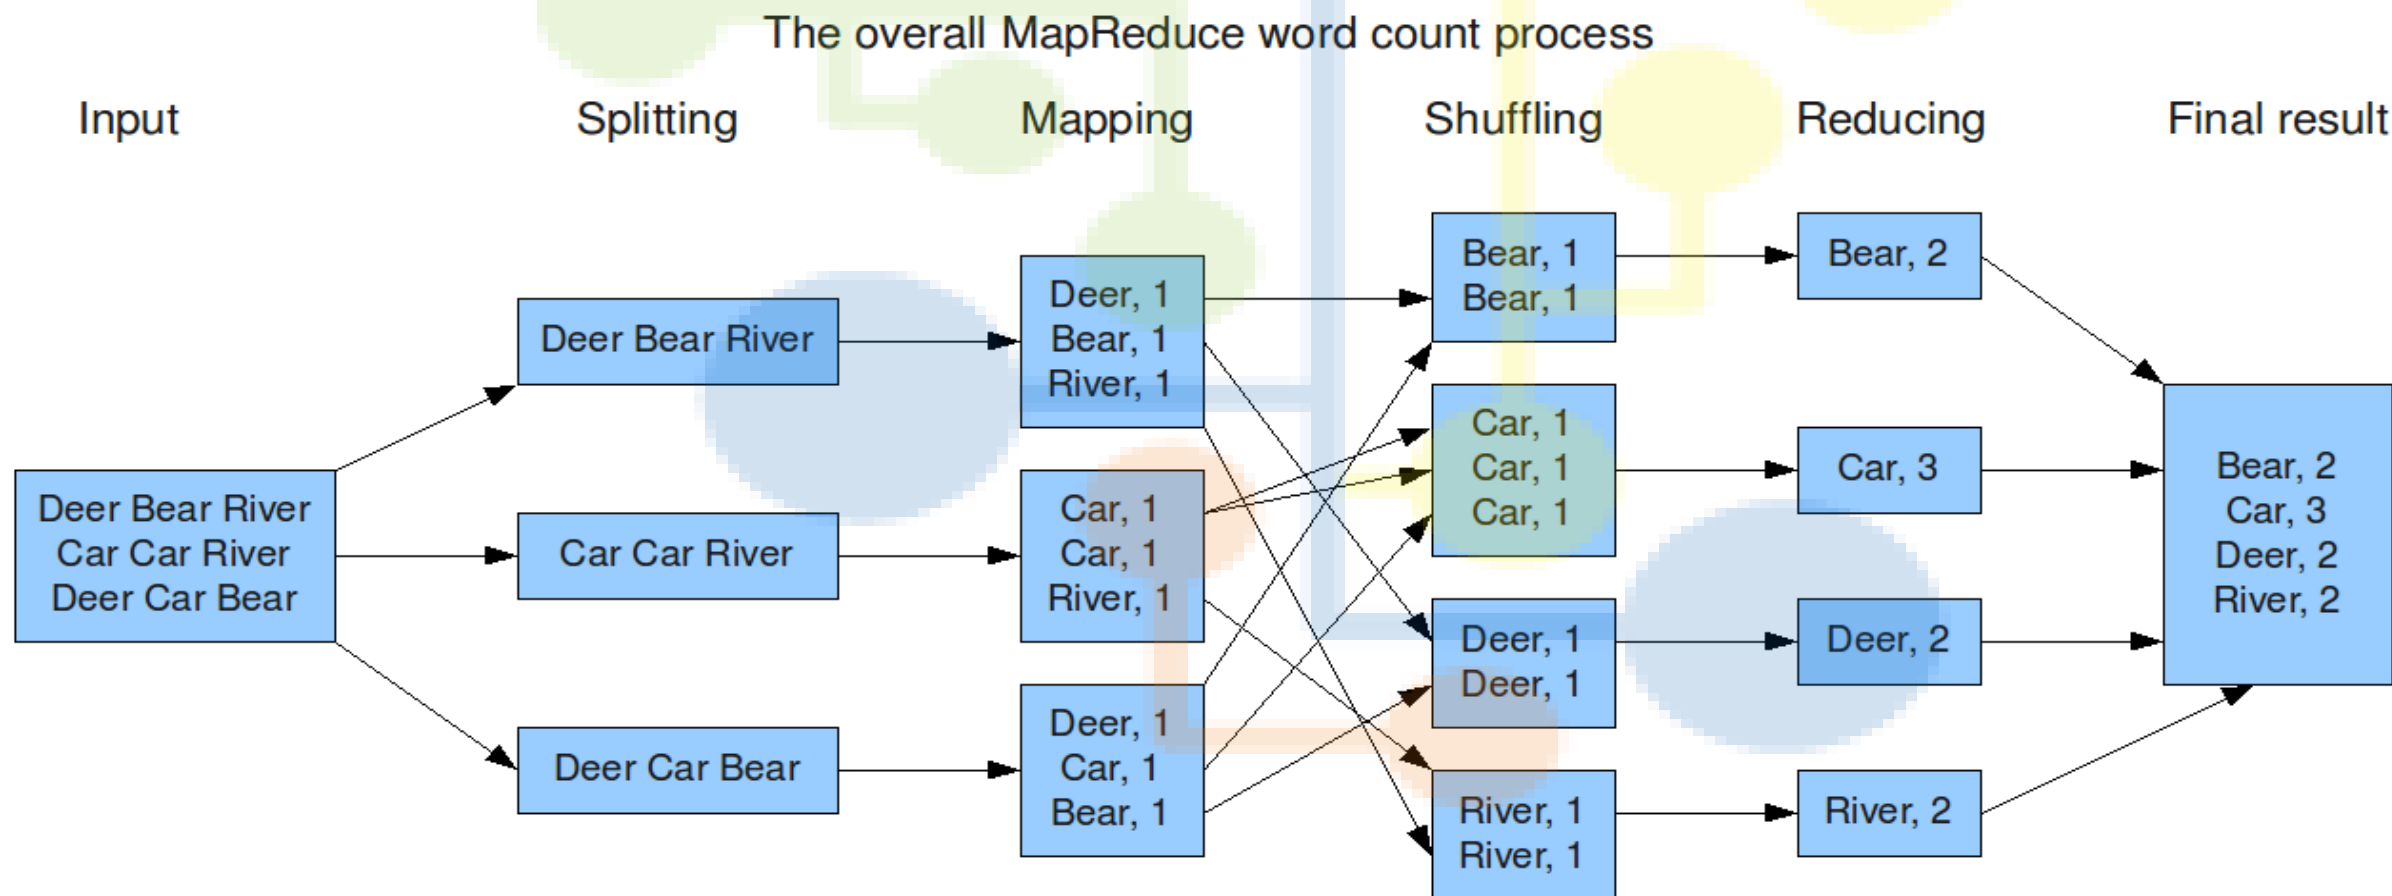 The overall MapReduce word count process
Input
Splitting
Mapping
Shuffling
Reducing
Final result
Deer Bear River
Car Car River
Deer Car Bear
Deer Bear River
Car Car River
Deer Car Bear
Deer, 1
Bear, 1
River, 1
Car, 1
Car, 1
River, 1
Deer, 1
Car, 1
Bear, 1
Bear, 1
Bear, 1
Car, 1
Car, 1
Car, 1
Deer, 1
Deer, 1
River, 1
River, 1
Bear, 2
Car, 3
Deer, 2
River, 2
Bear, 2
Car, 3
Deer, 2
River, 2